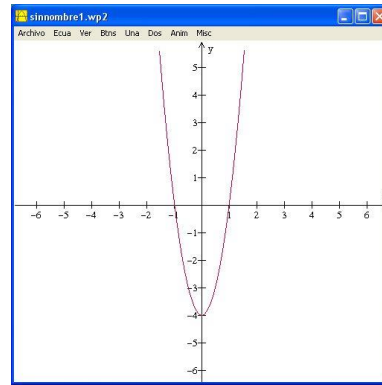 sinnombre1.wp2
Archivo Ecua Ver Btns Una Dos Anim Misc
y
5
4
3
2
1
-6 -5 -4 -3 -2 -1 0 1 2 3 4 5 6
-1
-2
-3
-4
-5
-6